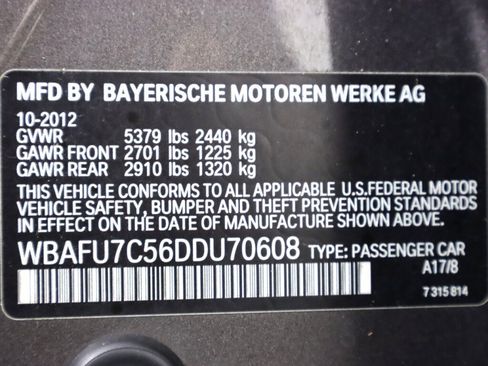 MFD BY BAYERISCHE MOTOREN WERKE AG
10-2012
GVWR 5379 lbs 2440 kg
GAWR FRONT 2701 lbs 1225 kg
GAWR REAR 2910 lbs 1320 kg
THIS VEHICLE CONFORMS TO ALL APPLICABLE U.S.FEDERAL MOTOR
VEHICLE SAFETY, BUMPER AND THEFT PREVENTION STANDARDS
IN EFFECT ON THE DATE OF MANUFACTURE SHOWN ABOVE.
WBAFU7C56DDU70608 TYPE: PASSENGER CAR
A17/8
7 315 814